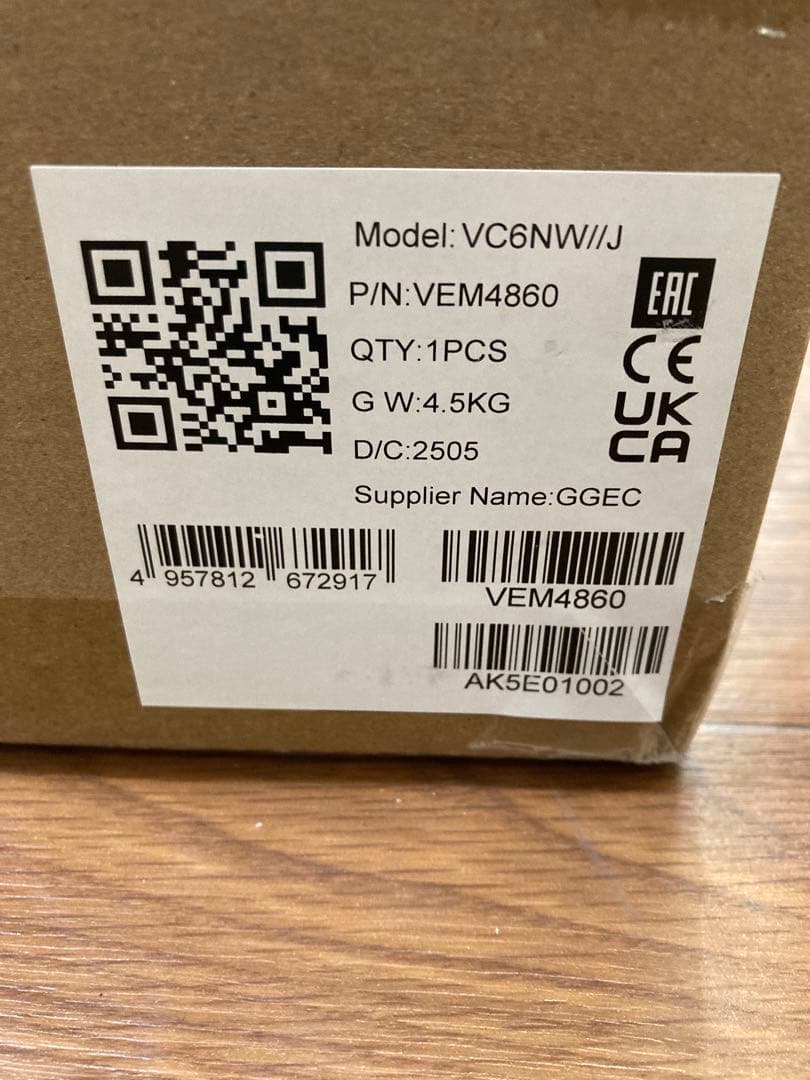 Model: VC6NW//J
P/N:VEM4860
QTY:1PCS
G W:4.5KG
D/C:2505
Supplier Name:GGEC
EAC
CE
UK
CA
4 957812 672917
VEM4860
AK5E01002